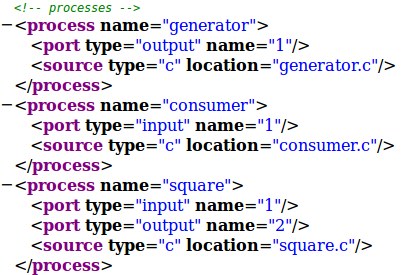 <!-- processes -->
−<process name="generator">
<port type="output" name="1"/>
<source type="c" location="generator.c"/>
</process>
−<process name="consumer">
<port type="input" name="1"/>
<source type="c" location="consumer.c"/>
</process>
−<process name="square">
<port type="input" name="1"/>
<port type="output" name="2"/>
<source type="c" location="square.c"/>
</process>